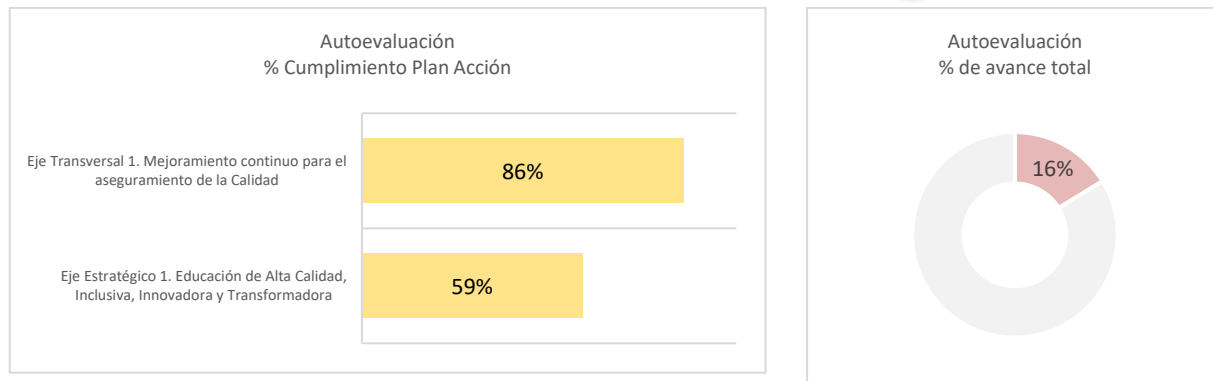 Autoevaluación
% Cumplimiento Plan Acción
Eje Transversal 1. Mejoramiento continuo para el
aseguramiento de la Calidad
86%
Eje Estratégico 1. Educación de Alta Calidad,
Inclusiva, Innovadora y Transformadora
59%
Autoevaluación
% de avance total
16%